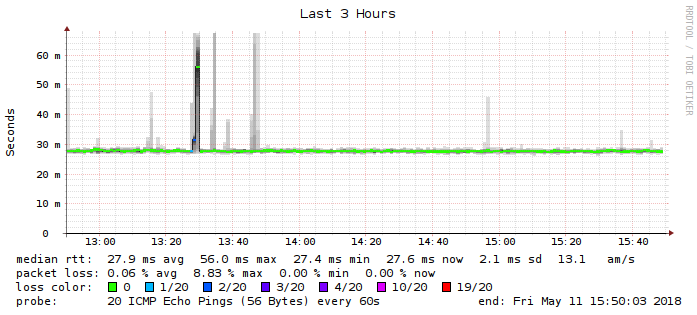 Last 3 Hours
RRDTOOL / TOBI OETIKER
Seconds
60 m
50 m
40 m
30 m
20 m
10 m
0
13:00 13:20 13:40 14:00 14:20 14:40 15:00 15:20 15:40
median rtt: 27.9 ms avg 56.0 ms max 27.4 ms min 27.6 ms now 2.1 ms sd 13.1 am/s
packet loss: 0.06 % avg 8.83 % max 0.00 % min 0.00 % now
loss color: 0 1/20 2/20 3/20 4/20 10/20 19/20
probe: 20 ICMP Echo Pings (56 Bytes) every 60s end: Fri May 11 15:50:03 2018